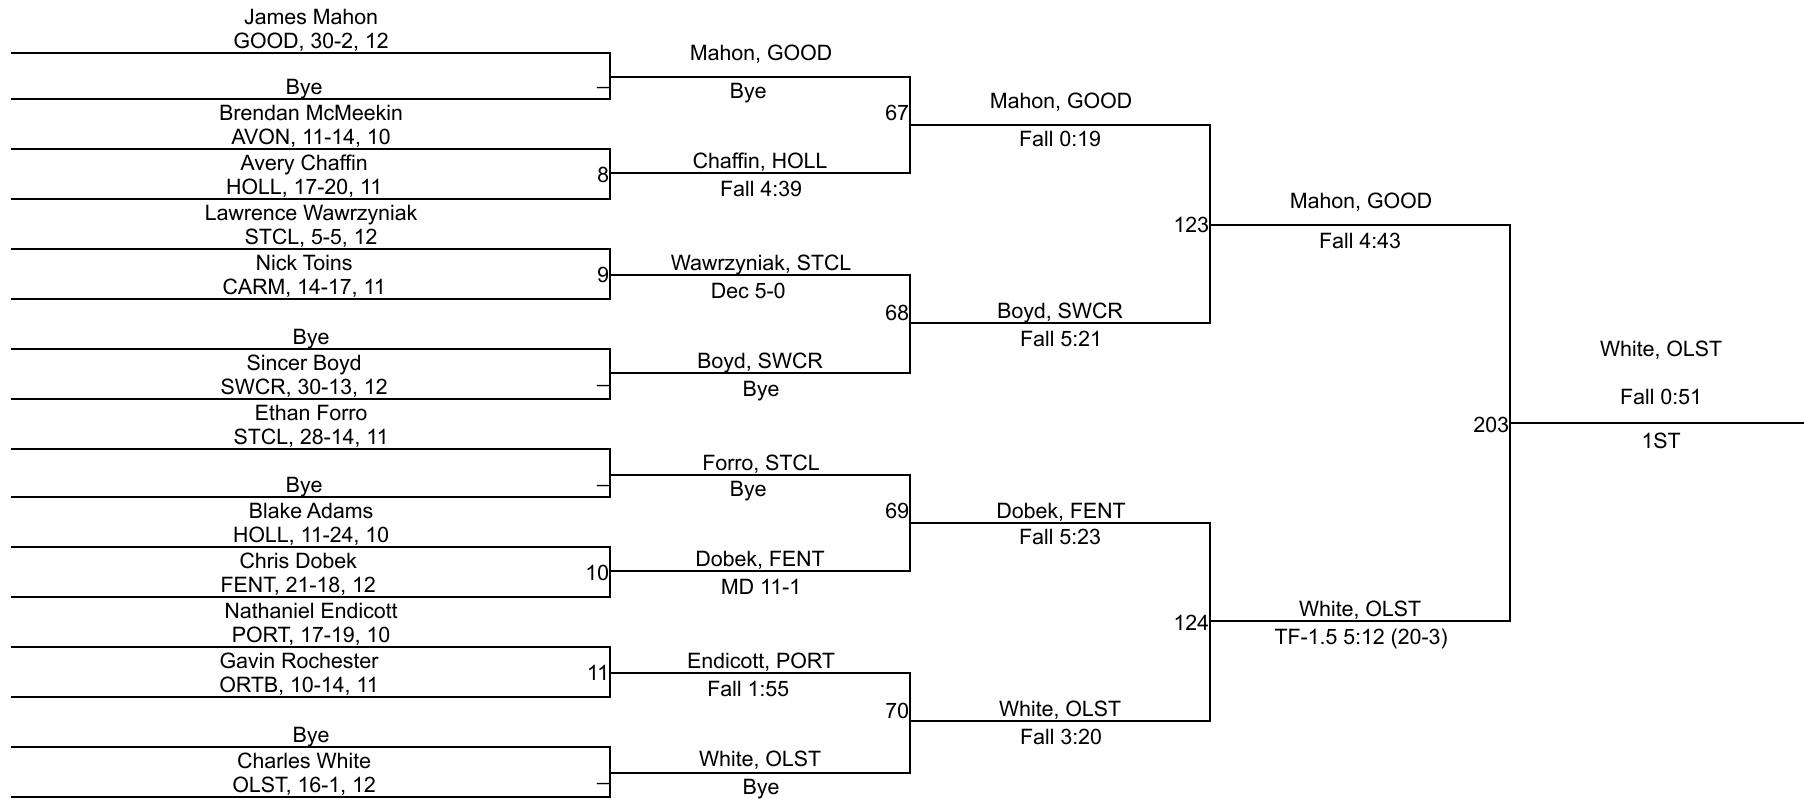 James Mahon
GOOD, 30-2, 12
Bye
Brendan McMeekin
AVON, 11-14, 10
Avery Chaffin
HOLL, 17-20, 11
Lawrence Wawrzyniak
STCL, 5-5, 12
Nick Toins
CARM, 14-17, 11
Bye
Sincer Boyd
SWCR, 30-13, 12
Ethan Forro
STCL, 28-14, 11
Bye
Blake Adams
HOLL, 11-24, 10
Chris Dobek
FENT, 21-18, 12
Nathaniel Endicott
PORT, 17-19, 10
Gavin Rochester
ORTB, 10-14, 11
Bye
Charles White
OLST, 16-1, 12
–
8
9
–
–
10
11
–
Mahon, GOOD
Bye
Chaffin, HOLL
Fall 4:39
Wawrzyniak, STCL
Dec 5-0
Boyd, SWCR
Bye
Forro, STCL
Bye
Dobek, FENT
MD 11-1
Endicott, PORT
Fall 1:55
White, OLST
Bye
67
68
69
70
Mahon, GOOD
Fall 0:19
Boyd, SWCR
Fall 5:21
Dobek, FENT
Fall 5:23
White, OLST
Fall 3:20
123
124
Mahon, GOOD
Fall 4:43
White, OLST
TF-1.5 5:12 (20-3)
203
White, OLST
Fall 0:51
1ST